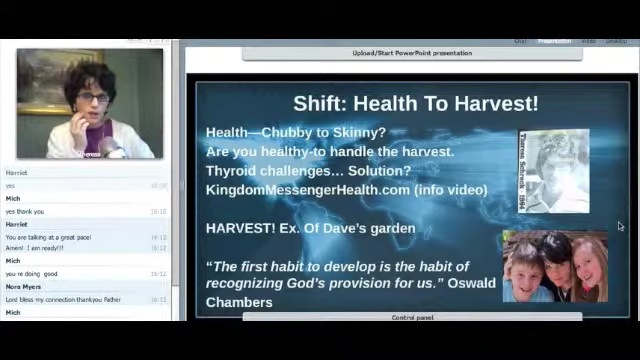 Upload/Start PowerPoint presentation
Theresa
Harriet
yes
Mich
yes thank you
Harriet
You are talking at a great pace!
Amen! I am ready!!!
Mich
you re doing good
Nora Myers
Lord bless my connection thankyou Father
Mich
Shift: Health To Harvest!
Health—Chubby to Skinny?
Are you healthy-to handle the harvest.
Thyroid challenges… Solution?
KingdomMessengerHealth.com (info video)
HARVEST! Ex. Of Dave's garden
“The first habit to develop is the habit of
recognizing God's provision for us.” Oswald
Chambers
Theresa Schreck 1984
Control panel